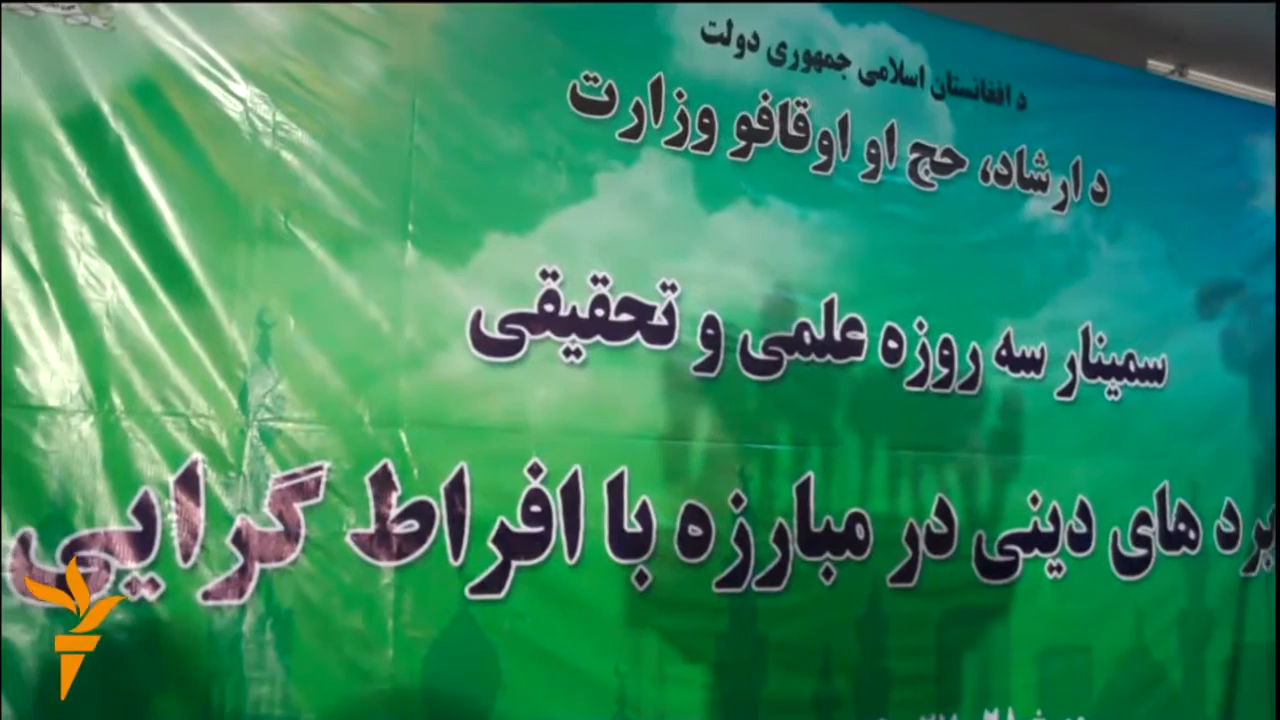 د افغانستان اسلامی جمهوری دولت
د ارشاد، حج او اوقافو وزارت
سمینار سه روزه علمی و تحقیقی
برد های دینی در مبارزه با افراط گرایی